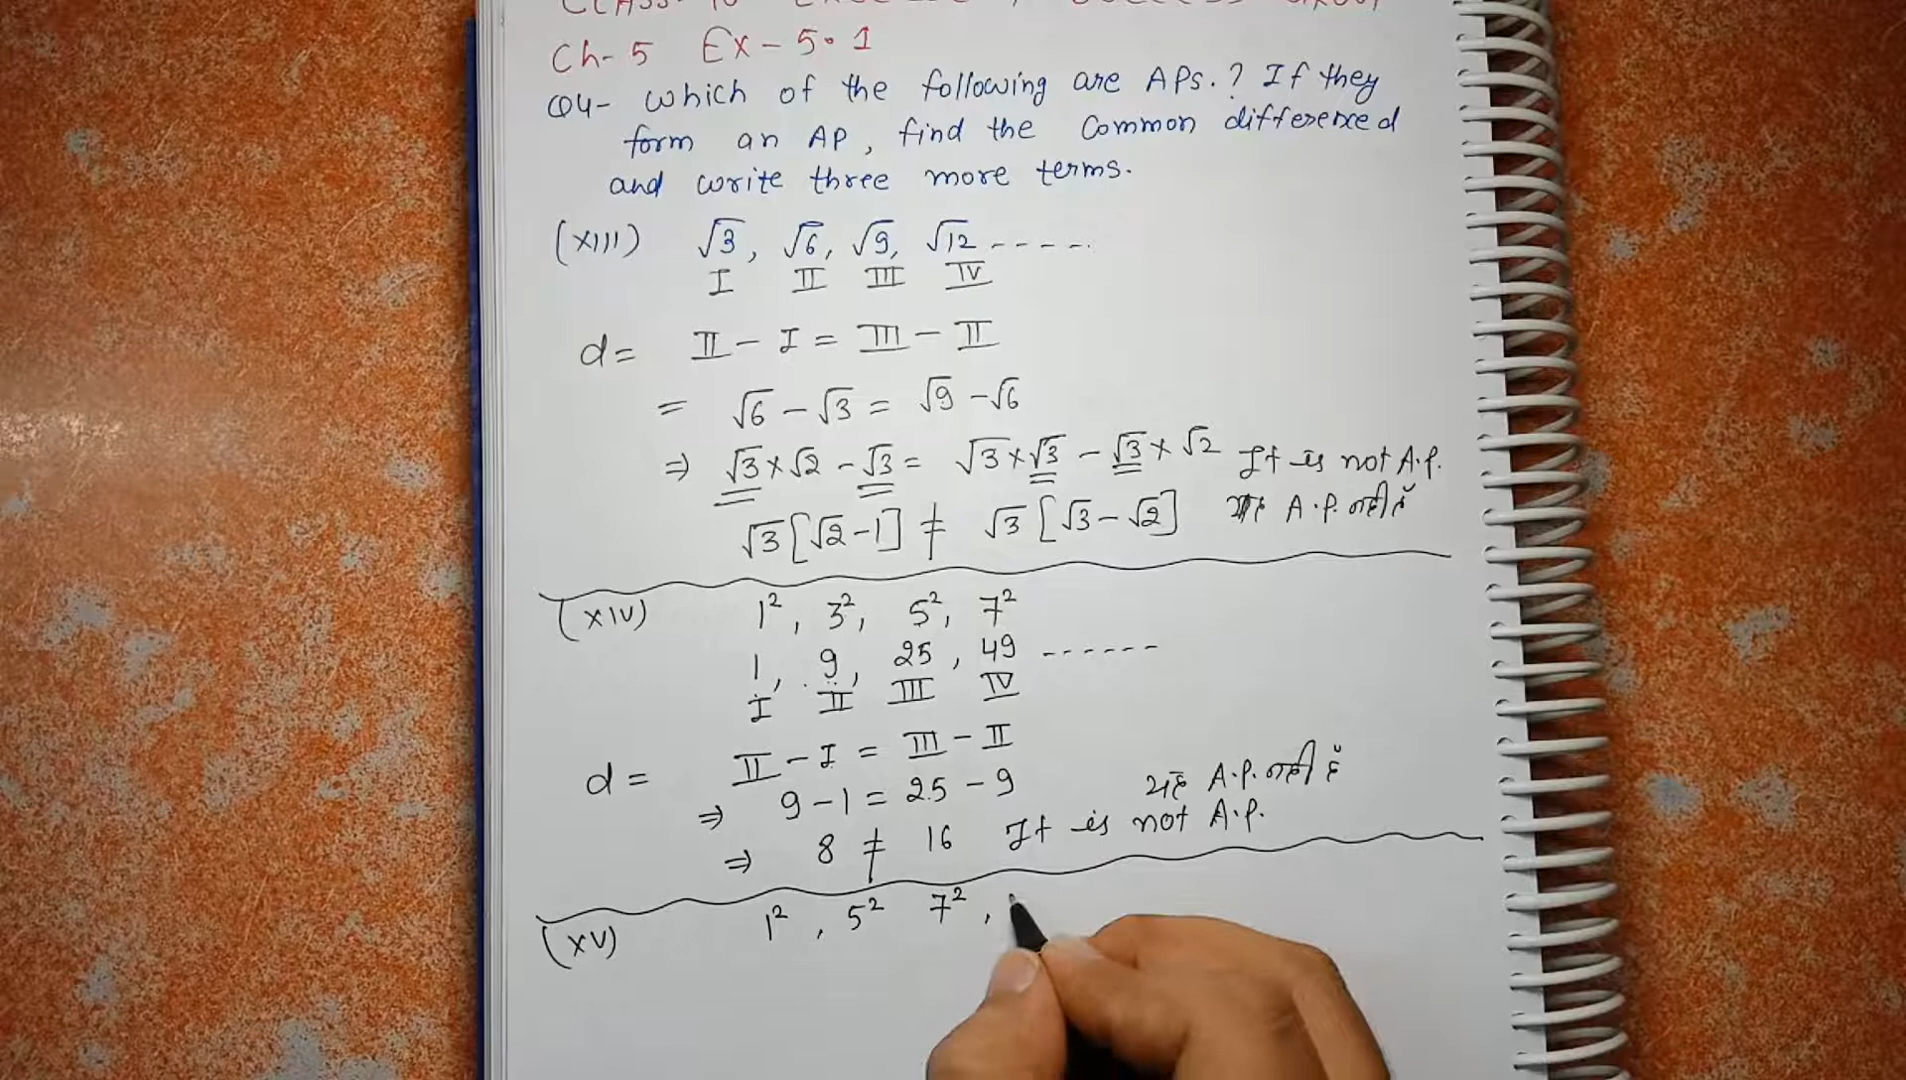 Ch-5 Ex-5.1
Q4- Which of the following are APs.? If they
form an AP, find the Common difference d
and write three more terms.
(XIII) √3, √6, √9, √12 -----
I II III IV
d = II - I = III - II
= √6 - √3 = √9 - √6
⇒ √3×√2 - √3 = √3×√3 - √3×√2 It is not A.P.
√3[√2-1] ≠ √3[√3-√2] यह A.P. नहीं है
(XIV) 1², 3², 5², 7²
1, 9, 25, 49 ------
I II III IV
d = II - I = III - II
⇒ 9-1 = 25-9 यह A.P. नहीं है
⇒ 8 ≠ 16 It is not A.P.
(XV) 1², 5² 7²,